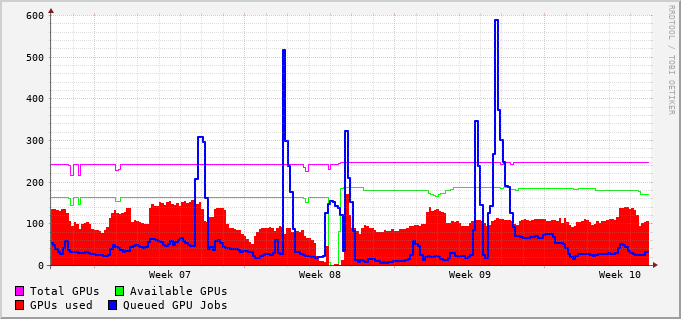 600
500
400
300
200
100
0
Week 07 Week 08 Week 09 Week 10
Total GPUs Available GPUs
GPUs used Queued GPU Jobs
RRDTOOL / TOBI OETIKER